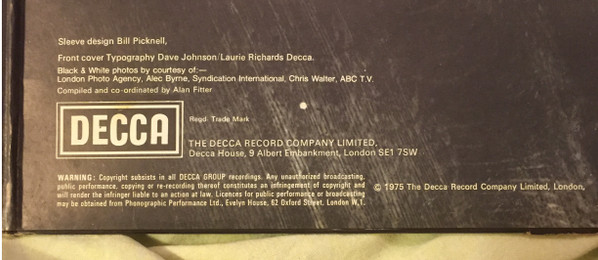 Sleeve design Bill Picknell,
Front cover Typography Dave Johnson/Laurie Richards Decca.
Black & White photos by courtesy of:—
London Photo Agency, Alec Byrne, Syndication International, Chris Walter, ABC T.V.
Compiled and co-ordinated by Alan Fitter
DECCA
Regd. Trade Mark
THE DECCA RECORD COMPANY LIMITED,
Decca House, 9 Albert Embankment, London SE1 7SW
WARNING: Copyright subsists in all DECCA GROUP recordings. Any unauthorized broadcasting,
public performance, copying or re-recording thereof constitutes an infringement of copyright and
will render the infringer liable to an action at law. Licences for public performance or broadcasting
may be obtained from Phonographic Performance Ltd., Evelyn House, 62 Oxford Street, London W.1.
© 1975 The Decca Record Company Limited, London,